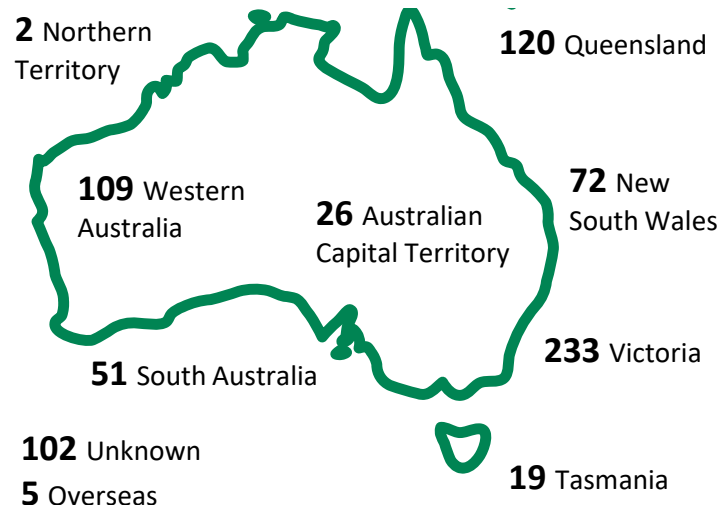 2 Northern
Territory
120 Queensland
109 Western
Australia
26 Australian
Capital Territory
72 New
South Wales
51 South Australia
233 Victoria
102 Unknown
5 Overseas
19 Tasmania